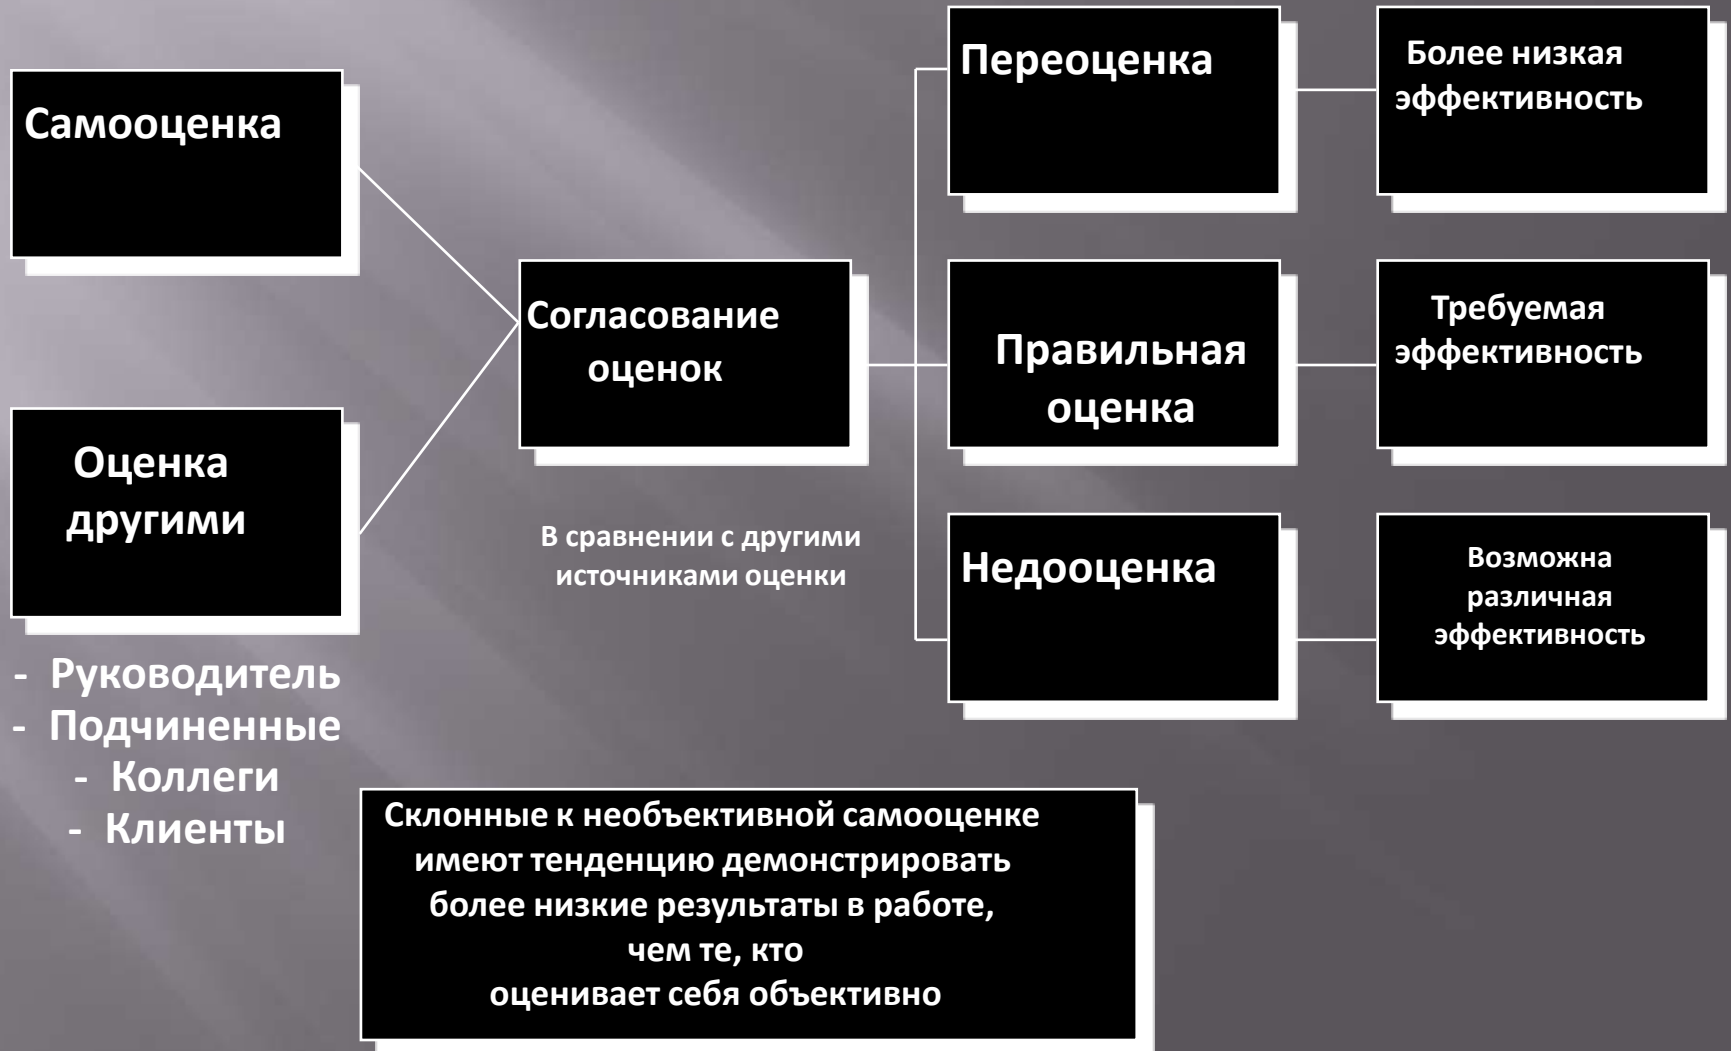 Самооценка
Оценка
другими
- Руководитель
- Подчиненные
- Коллеги
- Клиенты
Согласование
оценок
В сравнении с другими
источниками оценки
Переоценка
Более низкая
эффективность
Правильная
оценка
Требуемая
эффективность
Недооценка
Возможна
различная
эффективность
Склонные к необъективной самооценке
имеют тенденцию демонстрировать
более низкие результаты в работе,
чем те, кто
оценивает себя объективно